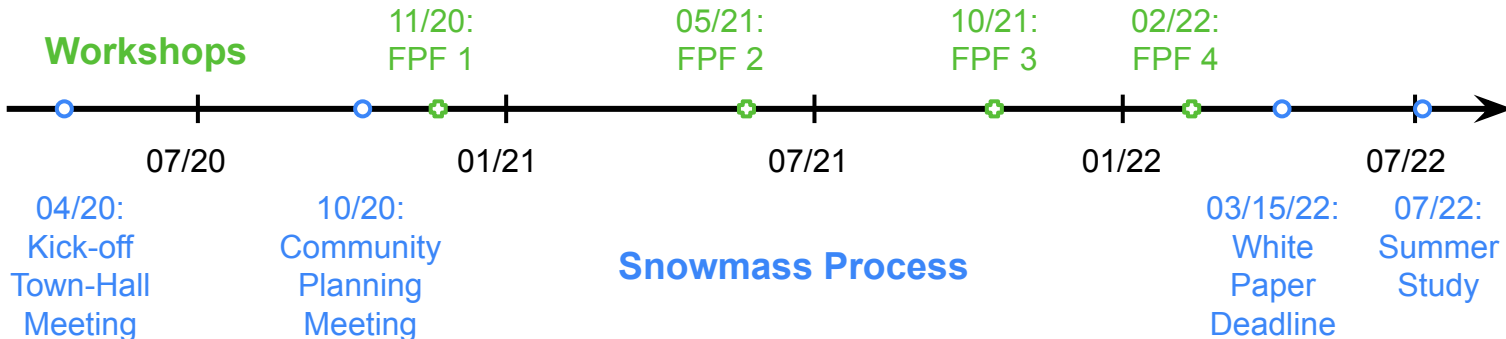 Workshops
11/20:
FPF 1
05/21:
FPF 2
10/21:
FPF 3
02/22:
FPF 4
07/20
01/21
07/21
01/22
07/22
04/20:
Kick-off
Town-Hall
Meeting
10/20:
Community
Planning
Meeting
Snowmass Process
03/15/22:
White
Paper
Deadline
07/22:
Summer
Study